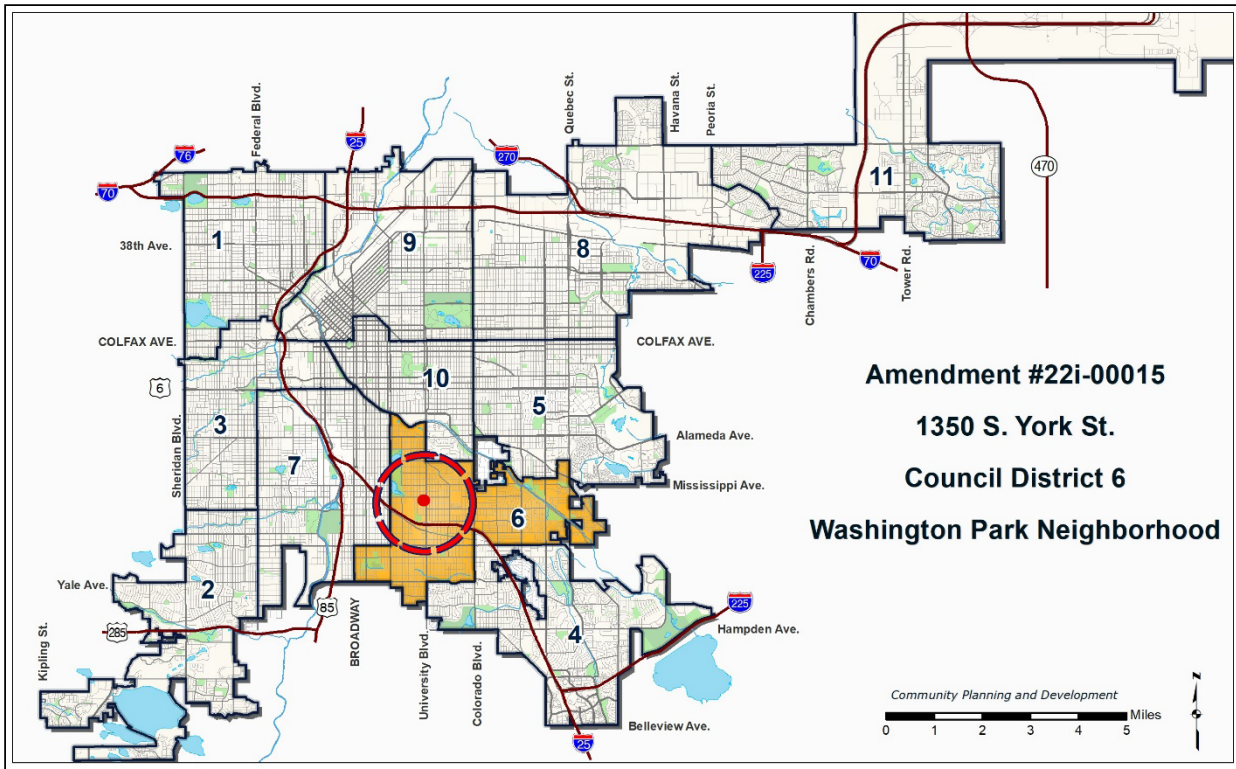 Federal Blvd.
25
Quebec St.
Havana St.
Peoria St.
76
270
70
470
11
1
9
8
38th Ave.
225
70
Chambers Rd.
Tower Rd.
COLFAX AVE.
COLFAX AVE.
6
10
5
3
Sheridan Blvd.
7
Alameda Ave.
Mississippi Ave.
6
Amendment #22i-00015
1350 S. York St.
Council District 6
Washington Park Neighborhood
Yale Ave.
2
85
BROADWAY
285
Kipling St.
University Blvd.
Colorado Blvd.
4
225
Hampden Ave.
Belleview Ave.
25
Community Planning and Development
Miles
0 1 2 3 4 5
N